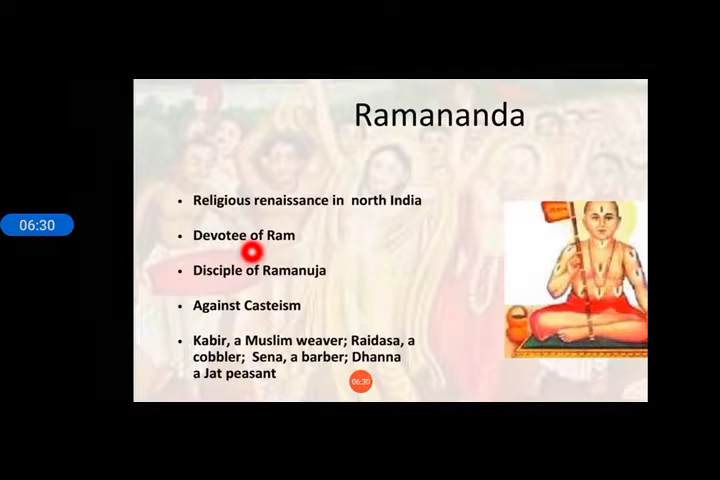 Ramananda
• Religious renaissance in north India
• Devotee of Ram
06:30
• Disciple of Ramanuja
• Against Casteism
• Kabir, a Muslim weaver; Raidasa, a
cobbler; Sena, a barber; Dhanna
a Jat peasant
06:30